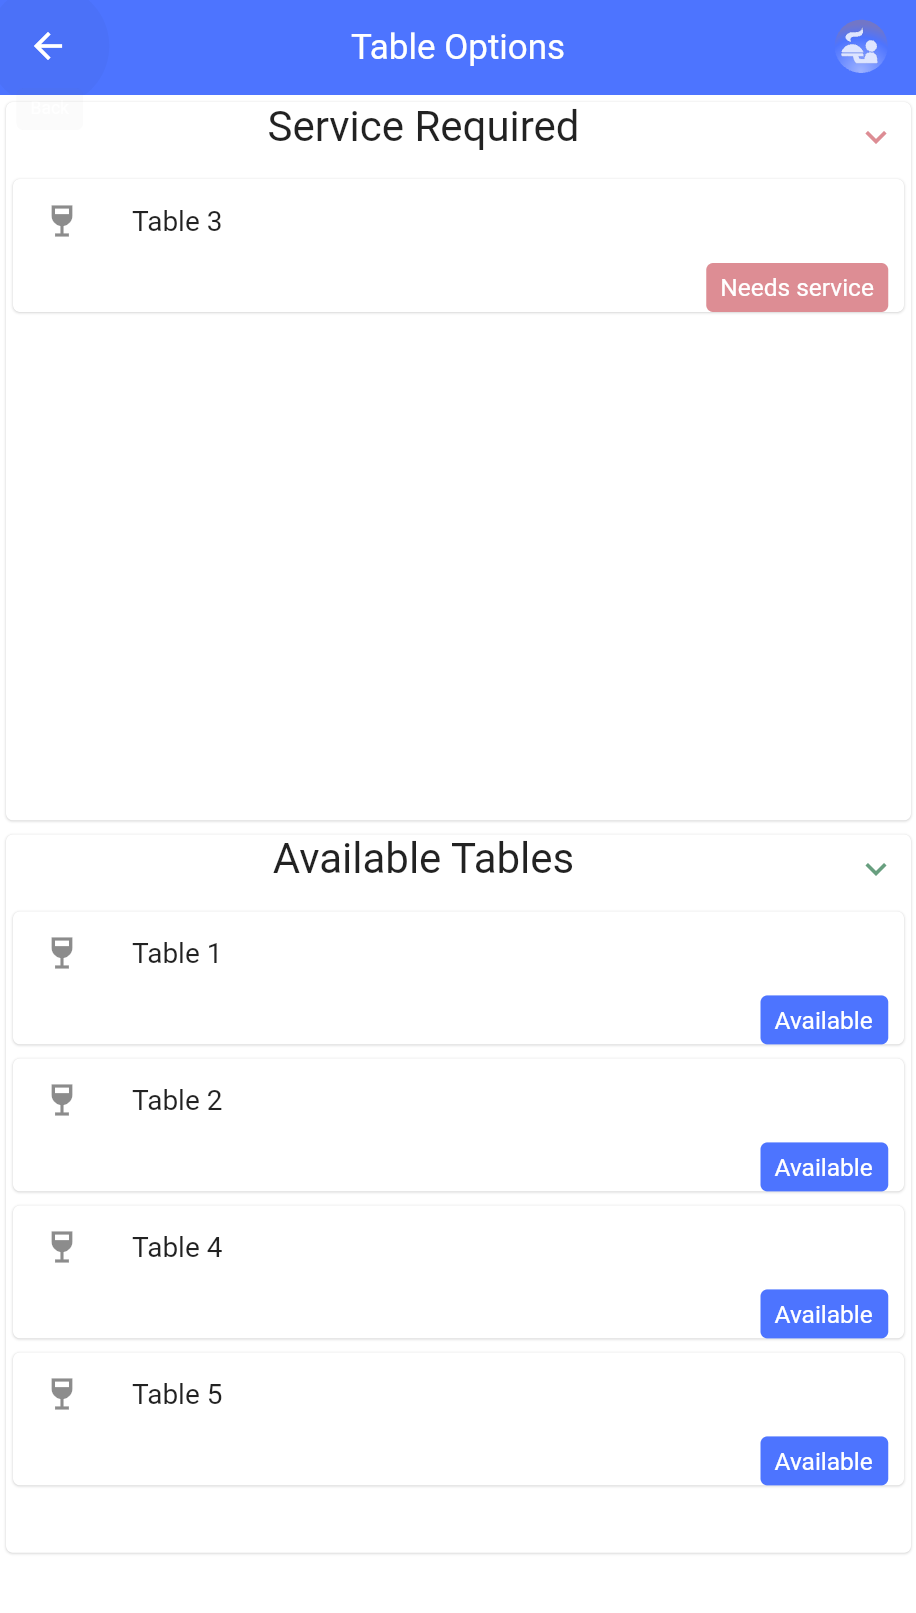 Table Options
Back
Service Required
Table 3
Needs service
Available Tables
Table 1
Available
Table 2
Available
Table 4
Available
Table 5
Available